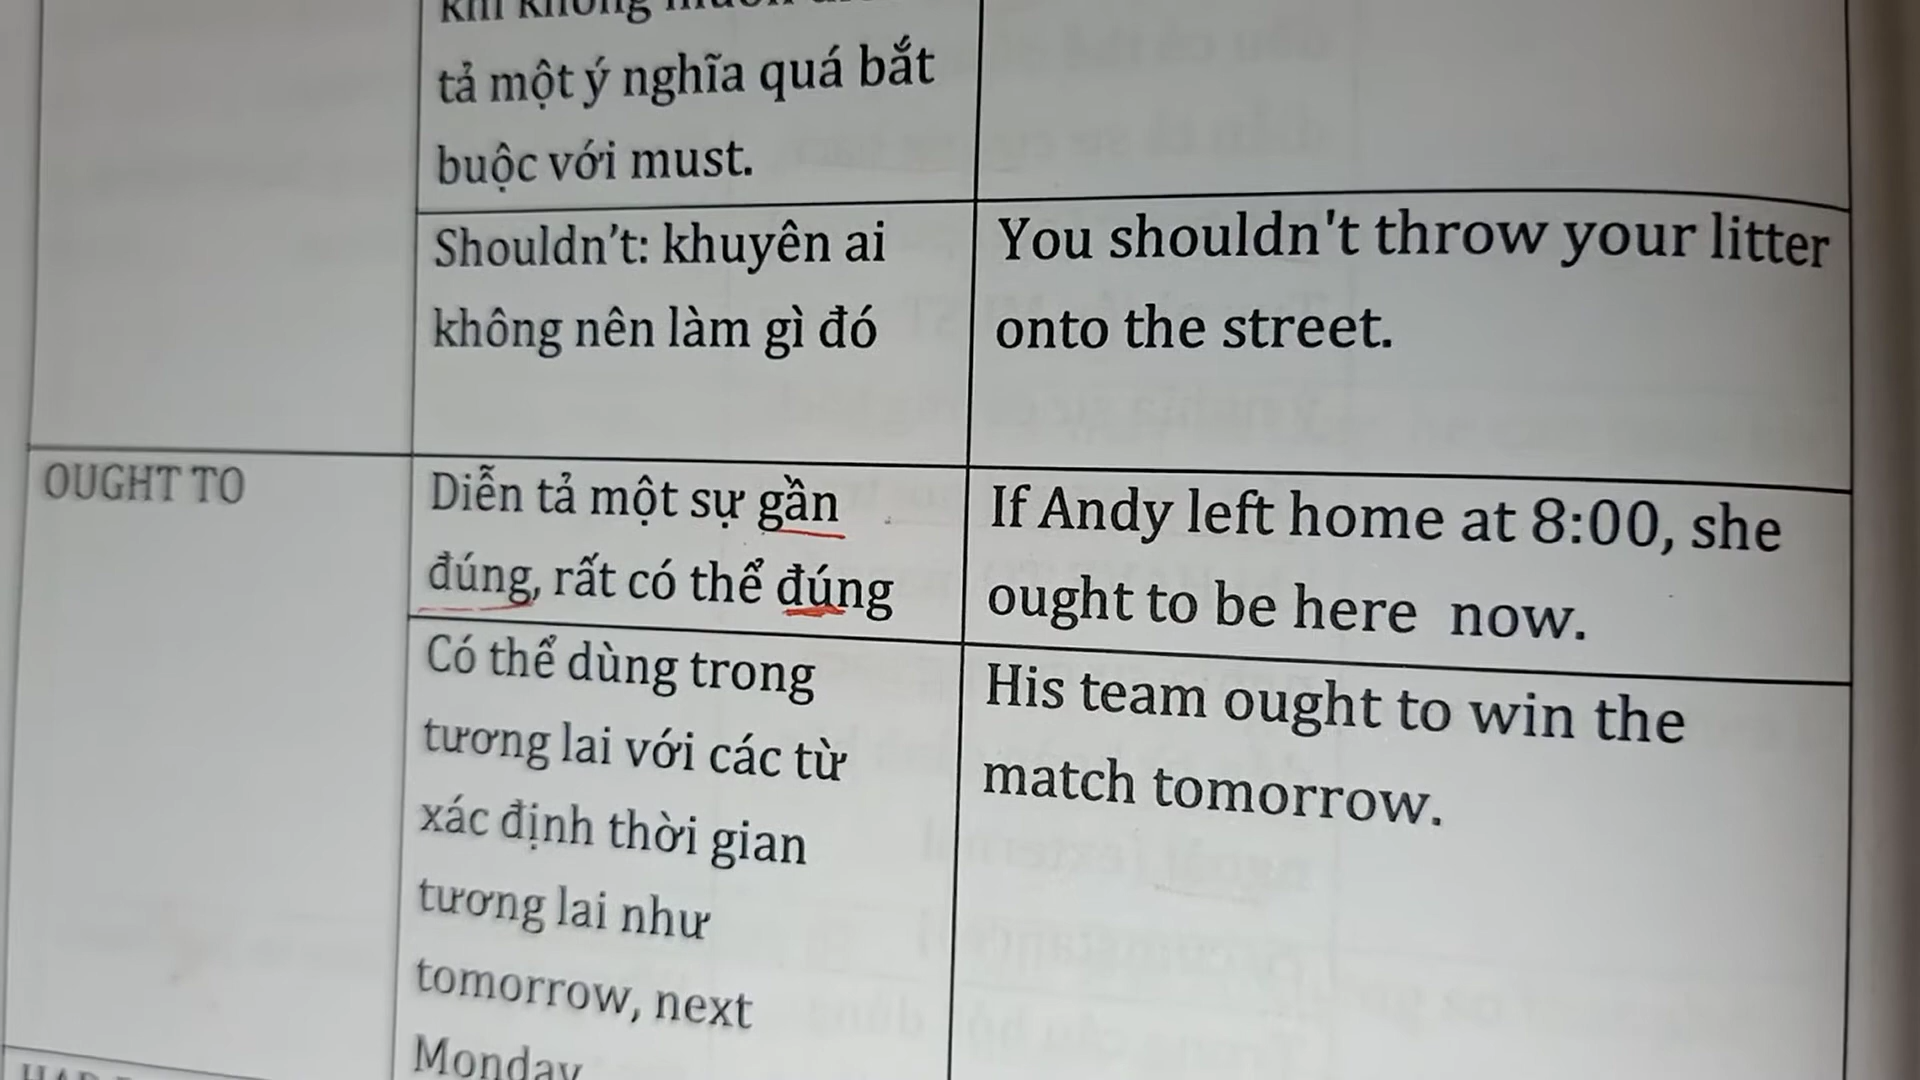 tả một ý nghĩa quá bắt
buộc với must.
Shouldn't: khuyên ai
không nên làm gì đó
You shouldn't throw your litter
onto the street.
OUGHT TO
Diễn tả một sự gần
đúng, rất có thể đúng
If Andy left home at 8:00, she
ought to be here now.
Có thể dùng trong
tương lai với các từ
xác định thời gian
tương lai như
tomorrow, next
Monday
His team ought to win the
match tomorrow.